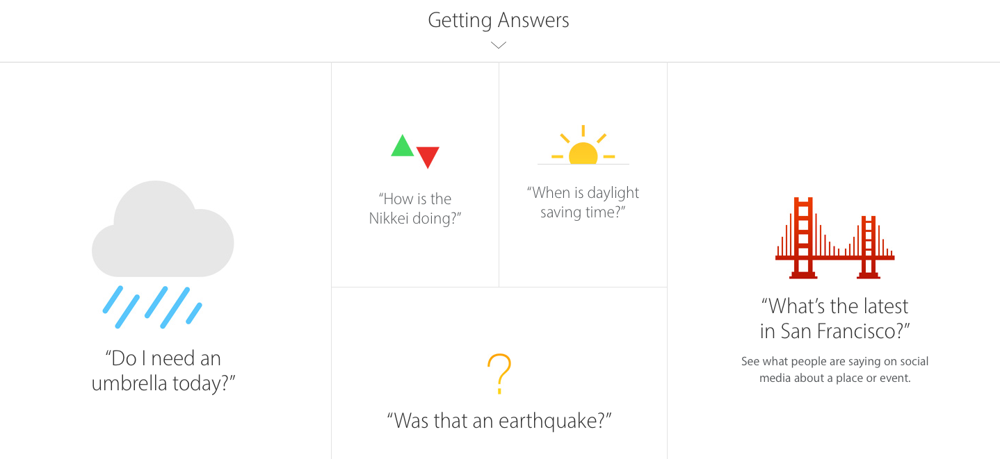 Getting Answers
“Do I need an
umbrella today?”
“How is the
Nikkei doing?”
“When is daylight
saving time?”
“Was that an earthquake?”
“What’s the latest
in San Francisco?”
See what people are saying on social
media about a place or event.